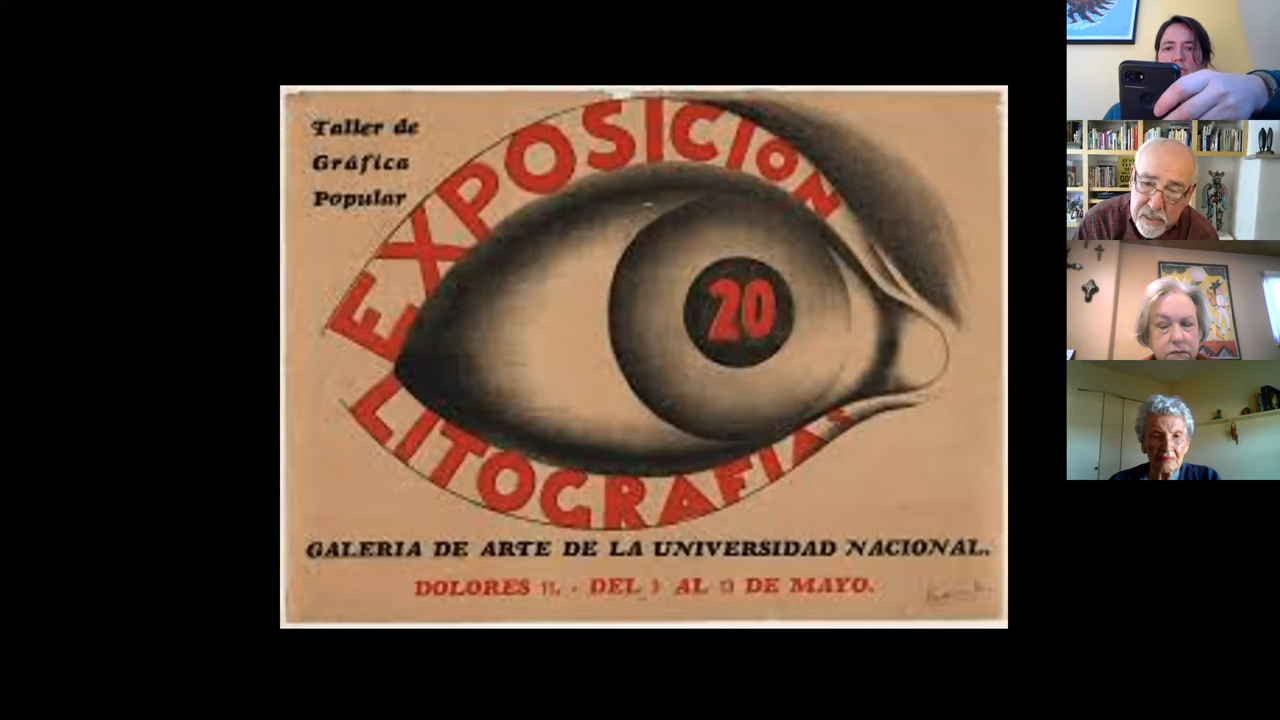 Taller de
Gráfica
Popular
EXPOSICION
20
LITOGRAFIAS
GALERIA DE ARTE DE LA UNIVERSIDAD NACIONAL.
DOLORES - DEL AL DE MAYO.